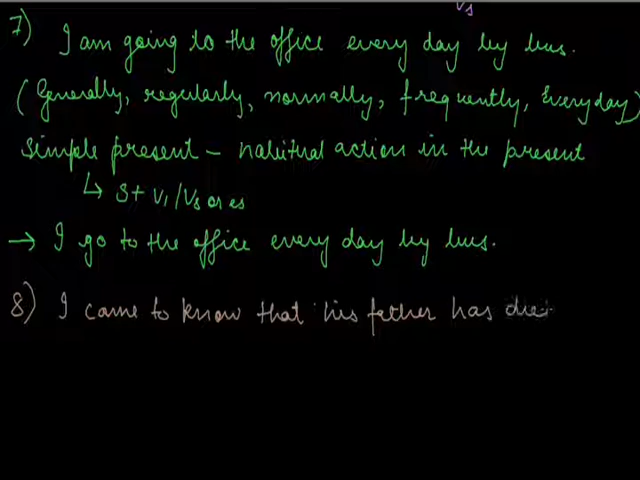 Vs
7) I am going to the office every day by bus.
(Generally, regularly, normally, frequently, Everyday)
Simple present - habitual action in the present
↳ S + V1/Vs or es
→ I go to the office every day by bus.
8) I came to know that his father has